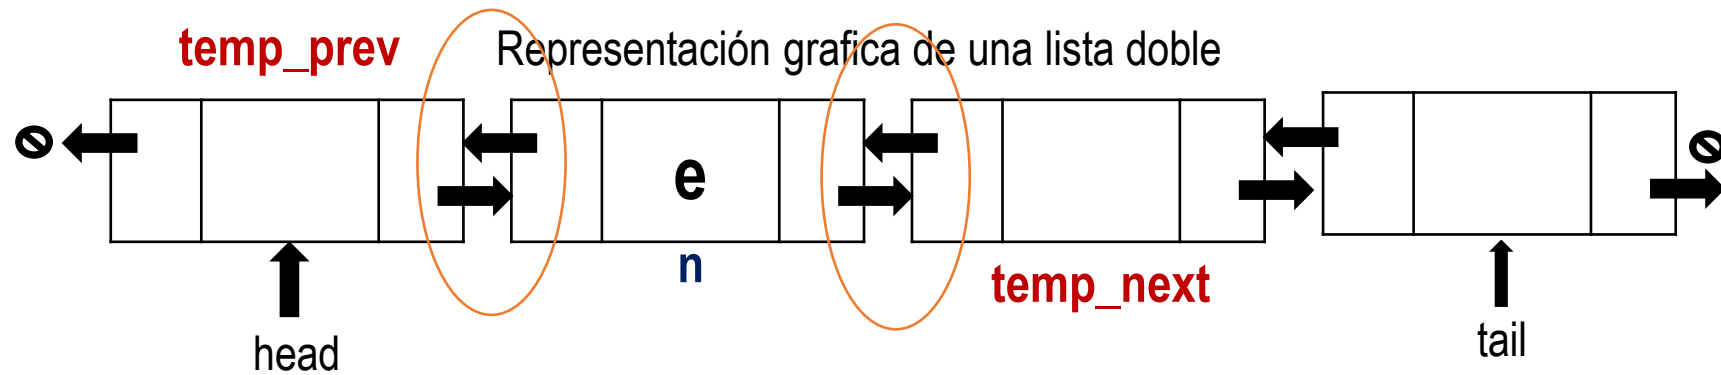 temp_prev
Representación grafica de una lista doble
e
n
temp_next
head
tail